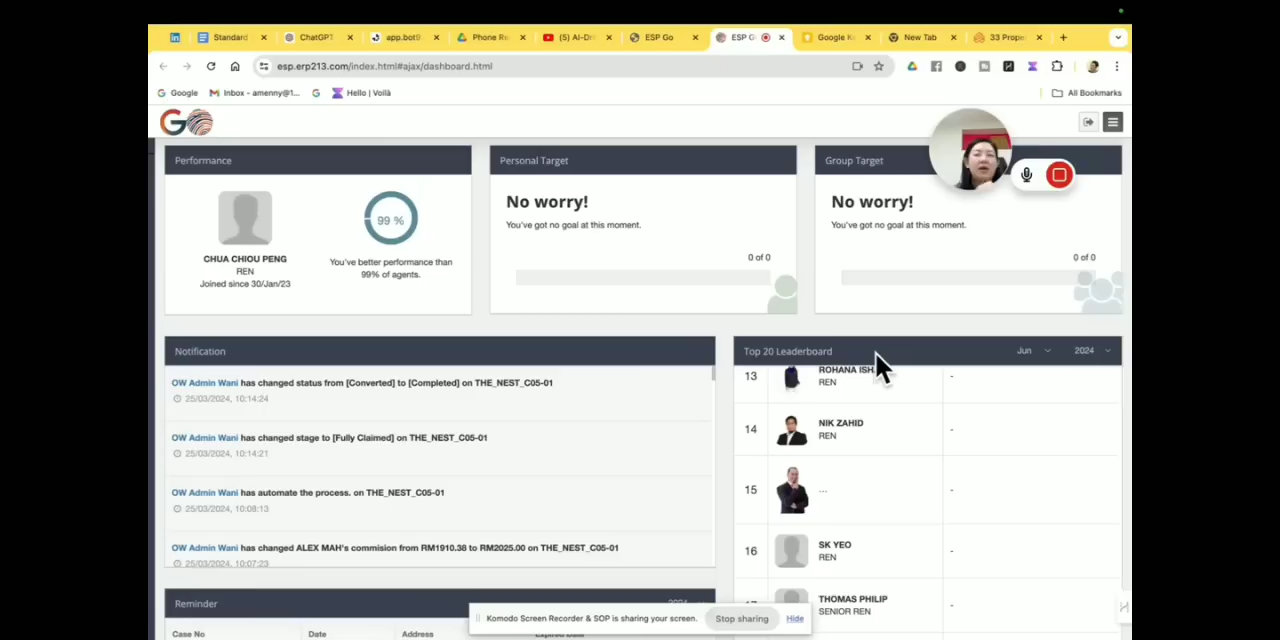 Standard
ChatGPT
app.bot9
Phone Re
(5) AI-Dri
ESP Go
ESP G
Google K
New Tab
33 Prope
esp.erp213.com/index.html#ajax/dashboard.html
Google
Inbox - amenny@1...
Hello | Voilà
All Bookmarks
GO
Performance
CHUA CHIOU PENG
REN
Joined since 30/Jan/23
99 %
You've better performance than
99% of agents.
Personal Target
No worry!
You've got no goal at this moment.
0 of 0
Group Target
No worry!
You've got no goal at this moment.
0 of 0
Notification
OW Admin Wani has changed status from [Converted] to [Completed] on THE_NEST_C05-01
25/03/2024, 10:14:24
OW Admin Wani has changed stage to [Fully Claimed] on THE_NEST_C05-01
25/03/2024, 10:14:21
OW Admin Wani has automate the process. on THE_NEST_C05-01
25/03/2024, 10:08:13
OW Admin Wani has changed ALEX MAH's commision from RM1910.38 to RM2025.00 on THE_NEST_C05-01
25/03/2024, 10:07:23
Top 20 Leaderboard
Jun
2024
13
ROHANA ISH
REN
-
14
NIK ZAHID
REN
-
15
...
-
16
SK YEO
REN
-
THOMAS PHILIP
SENIOR REN
-
Reminder
2024
Case No
Date
Address
Expired Date
Komodo Screen Recorder & SOP is sharing your screen.
Stop sharing
Hide